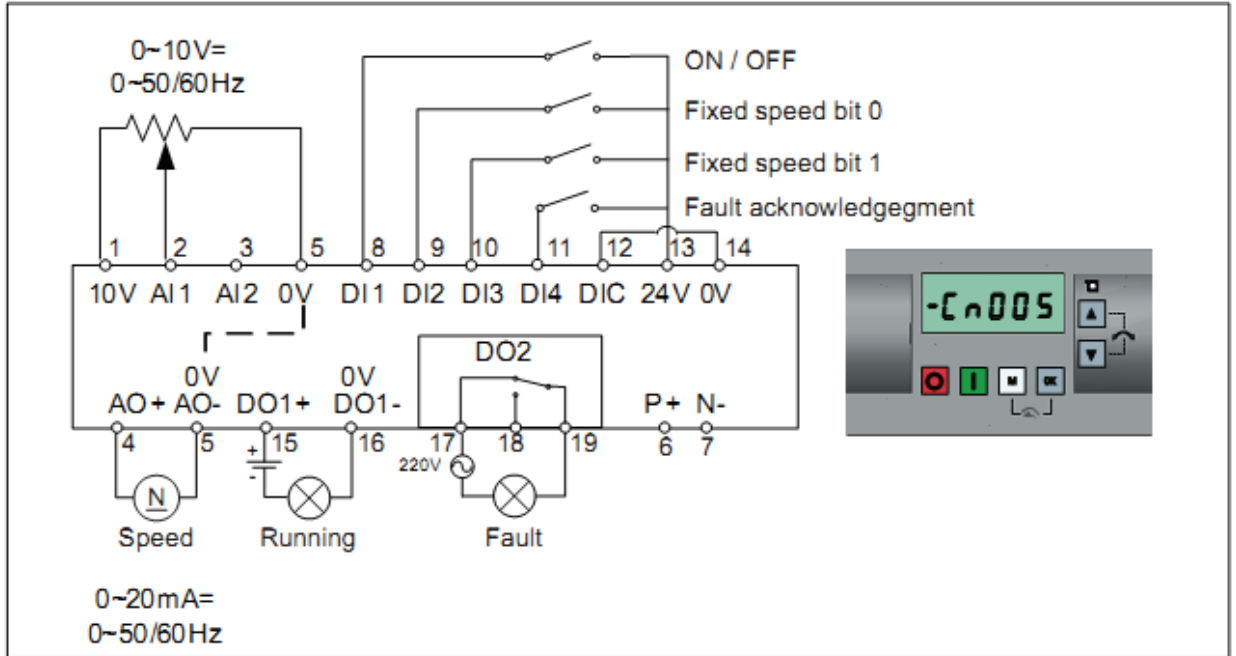 0~10V=
0~50/60Hz
ON / OFF
Fixed speed bit 0
Fixed speed bit 1
Fault acknowledgegment
1 2 3 5 8 9 10 11 12 13 14
10V AI1 AI2 0V DI1 DI2 DI3 DI4 DIC 24V 0V
-Cn005
M OK
DO2
0V 0V
AO+ AO- DO1+ DO1- P+ N-
4 5 15 16 17 18 19 6 7
+
-
220V
N
Speed Running Fault
0~20mA=
0~50/60Hz